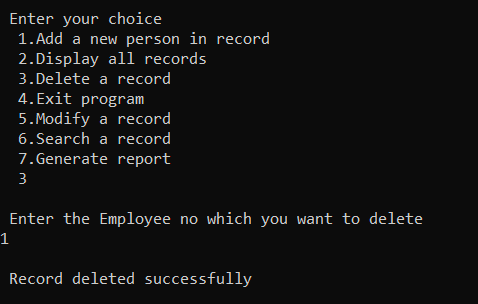 Enter your choice
1.Add a new person in record
2.Display all records
3.Delete a record
4.Exit program
5.Modify a record
6.Search a record
7.Generate report
3
Enter the Employee no which you want to delete
1
Record deleted successfully